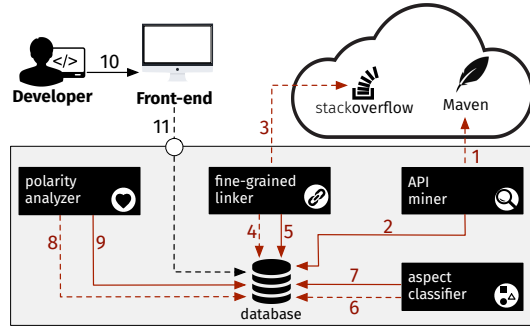 </>
10
Developer
Front-end
stackoverflow
Maven
11
3
1
polarity
analyzer
fine-grained
linker
API
miner
8
9
4
5
2
7
6
aspect
classifier
database